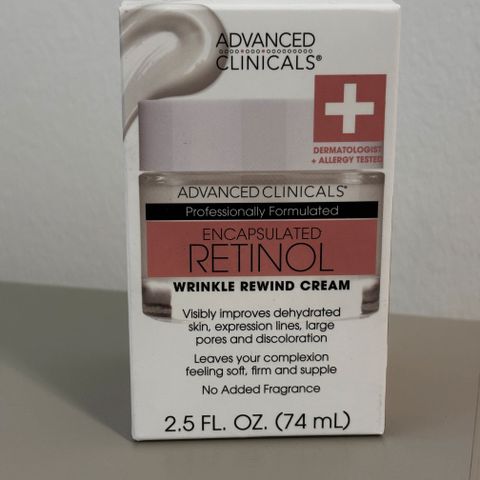 ADVANCED
CLINICALS®
DERMATOLOGIST
+ ALLERGY TESTED
ADVANCED CLINICALS®
Professionally Formulated
ENCAPSULATED
RETINOL
WRINKLE REWIND CREAM
Visibly improves dehydrated
skin, expression lines, large
pores and discoloration
Leaves your complexion
feeling soft, firm and supple
No Added Fragrance
2.5 FL. OZ. (74 mL)